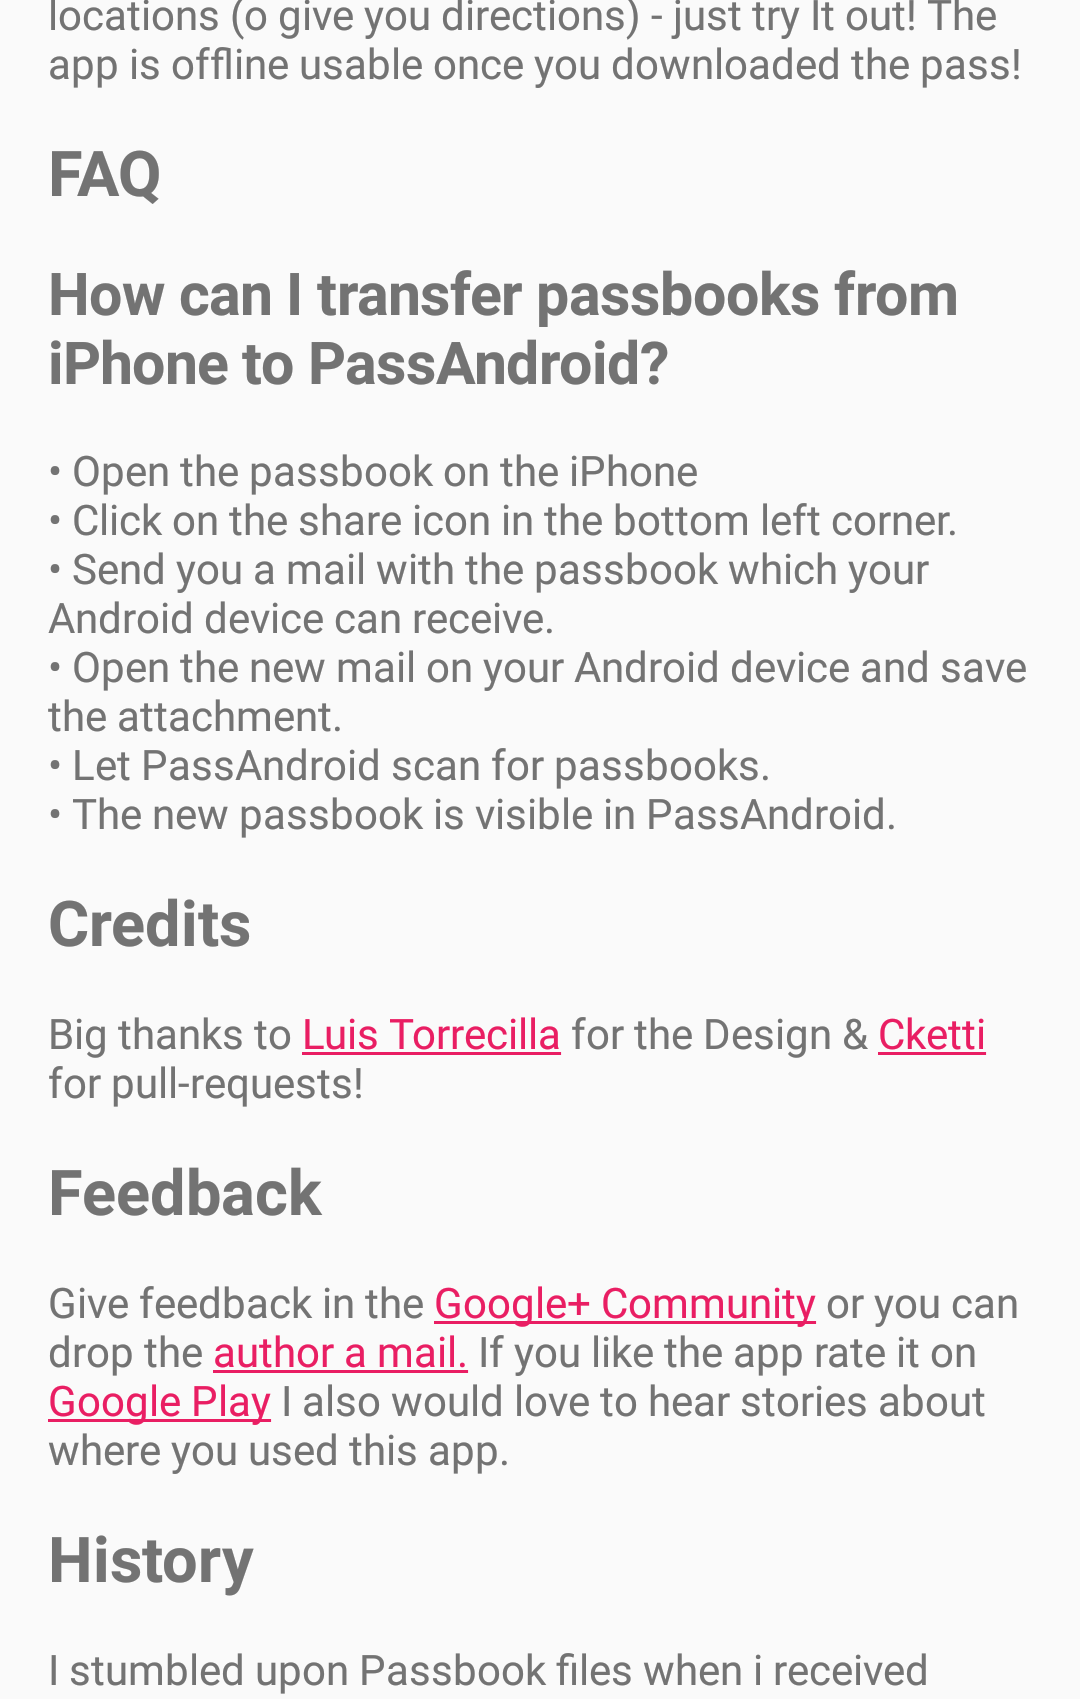 locations (o give you directions) - just try It out! The
app is offline usable once you downloaded the pass!
FAQ
How can I transfer passbooks from
iPhone to PassAndroid?
• Open the passbook on the iPhone
• Click on the share icon in the bottom left corner.
• Send you a mail with the passbook which your
Android device can receive.
• Open the new mail on your Android device and save
the attachment.
• Let PassAndroid scan for passbooks.
• The new passbook is visible in PassAndroid.
Credits
Big thanks to Luis Torrecilla for the Design & Cketti
for pull-requests!
Feedback
Give feedback in the Google+ Community or you can
drop the author a mail. If you like the app rate it on
Google Play I also would love to hear stories about
where you used this app.
History
I stumbled upon Passbook files when i received